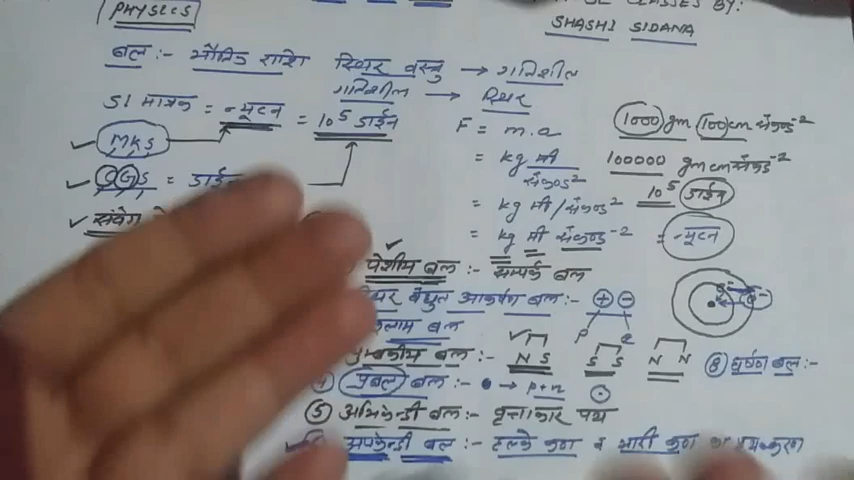 PHYSICS
CLASSES BY:
SHASHI SIDANA
बल :- भौतिक राशि स्थिर वस्तु → गतिशील
गतिशील → स्थिर
SI मात्रक = न्यूटन = 10⁵ डाईन
✓ MKS
✓ CGS = डाईन
✓ संवेग
F = m.a
= kg मी
सैकण्ड²
= kg मी/सैकण्ड²
= kg मी सैकण्ड⁻² = न्यूटन
1000 gm 100 cm सैकण्ड⁻²
100000 gm cm सैकण्ड⁻²
10⁵ डाईन
✓ पेशीय बल :- सम्पर्क बल
स्थिर वैद्युत आकर्षण बल :- + -
P e
कूलाम बल
चुम्बकीय बल :- ✓ N S S S N N
प्रबल बल :- → p+n
⑤ अभिकेन्द्री बल :- वृत्ताकार पथ
✓ अपकेन्द्री बल :- हल्के कण व भारी कण का
⑧ घर्षण बल :-